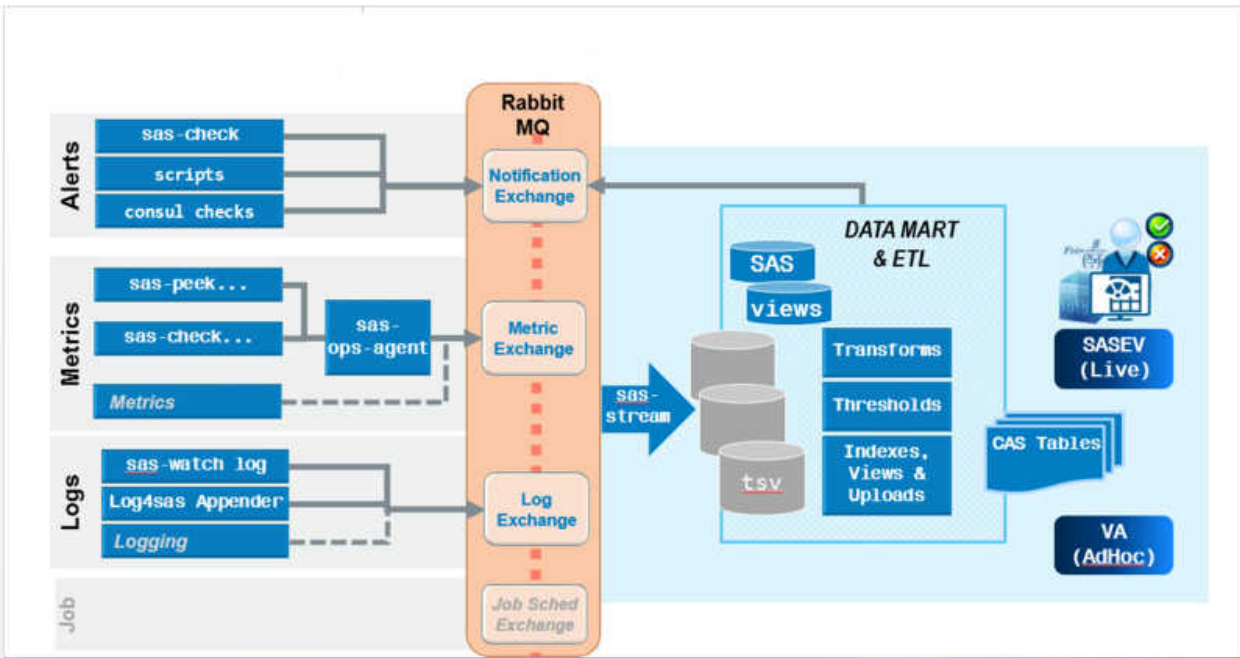 Rabbit
MQ
Alerts
sas-check
scripts
consul checks
Notification
Exchange
Metrics
sas-peek...
sas-check...
Metrics
sas-
ops-agent
Metric
Exchange
Logs
sas-watch log
Log4sas Appender
Logging
Log
Exchange
Job
Job Sched
Exchange
sas-
stream
DATA MART
& ETL
SAS
views
tsv
Transforms
Thresholds
Indexes,
Views &
Uploads
CAS Tables
SASEV
(Live)
VA
(AdHoc)